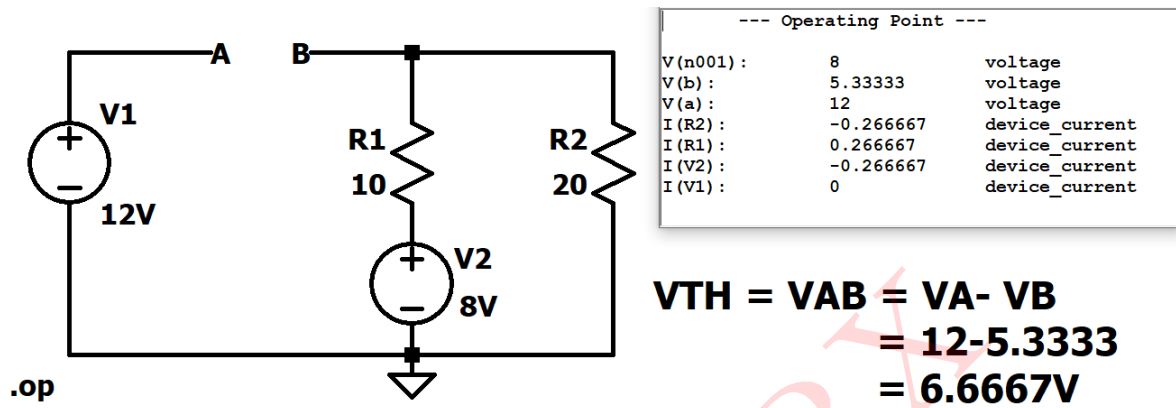 A
B
V1
12V
R1
10
R2
20
V2
8V
.op
--- Operating Point ---
V(n001): 8 voltage
V(b): 5.33333 voltage
V(a): 12 voltage
I(R2): -0.266667 device_current
I(R1): 0.266667 device_current
I(V2): -0.266667 device_current
I(V1): 0 device_current
VTH = VAB = VA- VB
= 12-5.3333
= 6.6667V